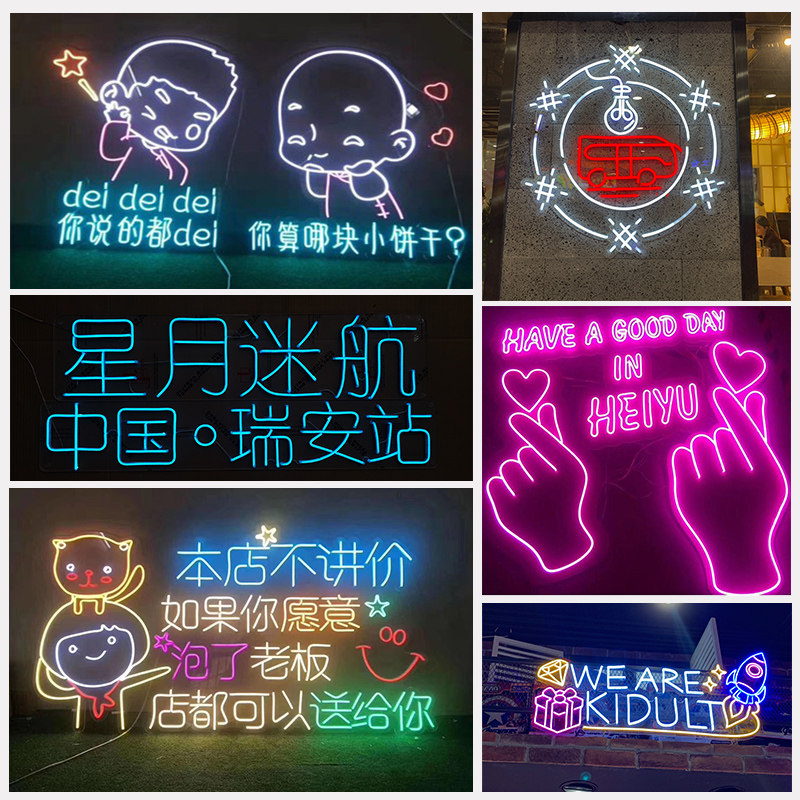 dei dei dei
你说的都dei
你算哪块小饼干?
星月迷航
中国·瑞安站
HAVE A GOOD DAY
IN
HEIYU
本店不讲价
如果你愿意
泡了老板
店都可以送给你
WE ARE
KIDULT